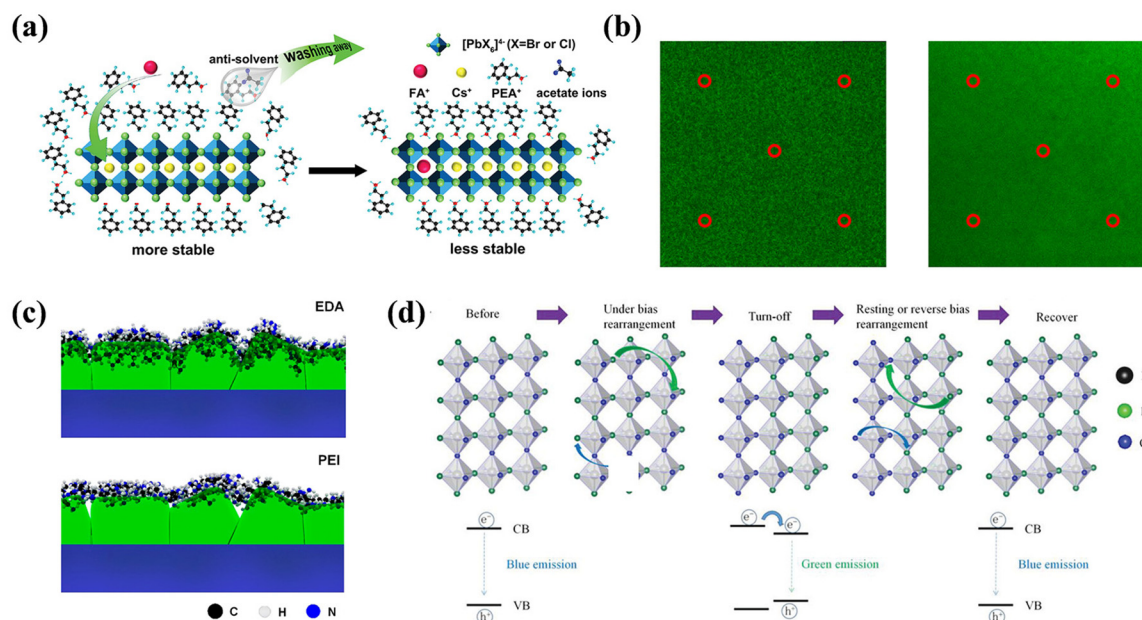 (a)
anti-solvent
Washing away
[PbX₆]⁴⁻(X=Br or Cl)
FA⁺ Cs⁺ PEA⁺ acetate ions
more stable
less stable
(b)
(c)
EDA
PEI
C H N
(d)
Before
Under bias
rearrangement
Turn-off
Resting or reverse bias
rearrangement
Recover
e⁻ CB
Blue emission
h⁺ VB
e⁻ e⁻
Green emission
h⁺
e⁻ CB
Blue emission
h⁺ VB